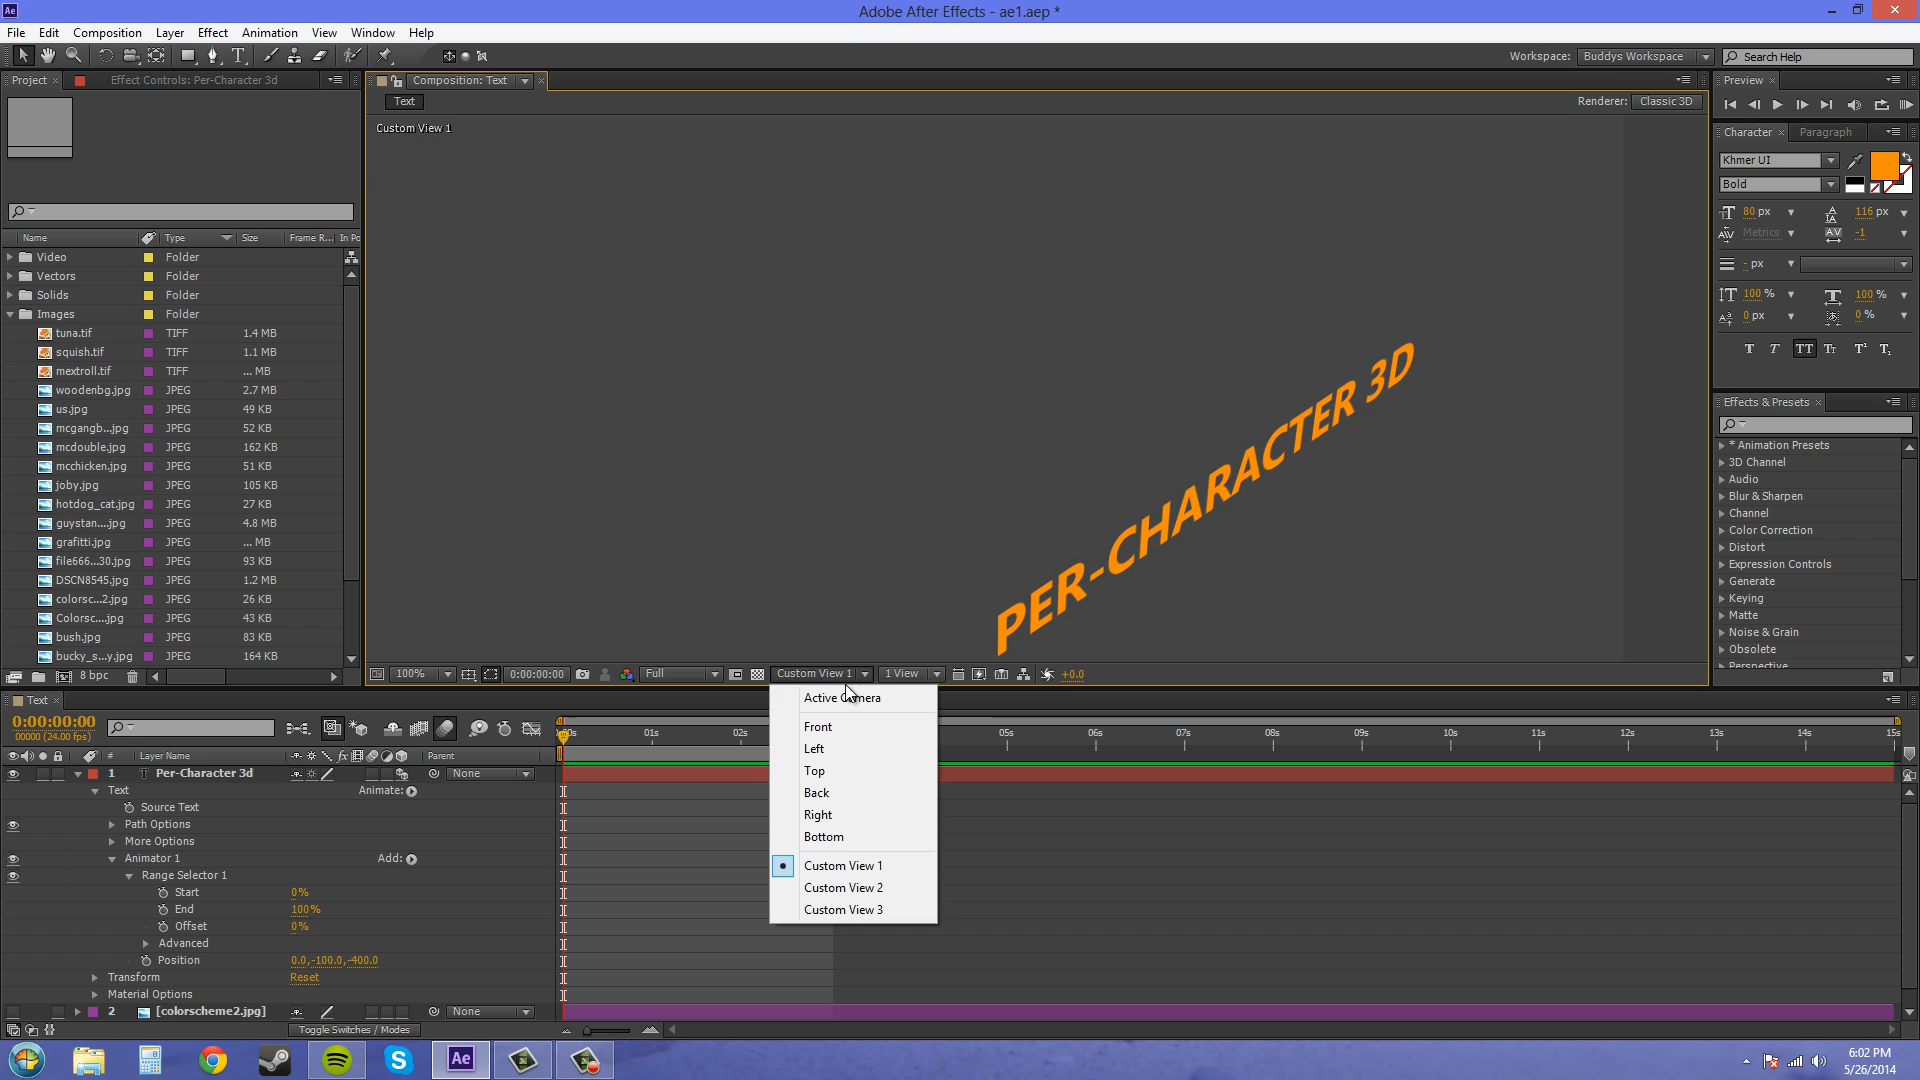 Adobe After Effects - ae1.aep *
File Edit Composition Layer Effect Animation View Window Help
Workspace: Buddys Workspace Search Help
Project Effect Controls: Per-Character 3d
Composition: Text
Text
Renderer: Classic 3D
Custom View 1
PER-CHARACTER 3D
Name Type Size Frame R... In Po
Video Folder
Vectors Folder
Solids Folder
Images Folder
tuna.tif TIFF 1.4 MB
squish.tif TIFF 1.1 MB
mextroll.tif TIFF ... MB
woodenbg.jpg JPEG 2.7 MB
us.jpg JPEG 49 KB
mcgangb...jpg JPEG 52 KB
mcdouble.jpg JPEG 162 KB
mcchicken.jpg JPEG 51 KB
joby.jpg JPEG 105 KB
hotdog_cat.jpg JPEG 27 KB
guystan....jpg JPEG 4.8 MB
grafitti.jpg JPEG ... MB
file666...30.jpg JPEG 93 KB
DSCN8545.jpg JPEG 1.2 MB
colorsc...2.jpg JPEG 26 KB
Colorsc....jpg JPEG 43 KB
bush.jpg JPEG 83 KB
bucky_s...y.jpg JPEG 164 KB
8 bpc
100% 0:00:00:00 Full Custom View 1 1 View +0.0
Active Camera
Front
Left
Top
Back
Right
Bottom
Custom View 1
Custom View 2
Custom View 3
Preview
Character Paragraph
Khmer UI
Bold
80 px 116 px
Metrics -1
- px
100 % 100 %
0 px 0 %
Effects & Presets
* Animation Presets
3D Channel
Audio
Blur & Sharpen
Channel
Color Correction
Distort
Expression Controls
Generate
Keying
Matte
Noise & Grain
Obsolete
Perspective
Text
0:00:00:00
00000 (24.00 fps)
# Layer Name Parent
01s 02s 05s 06s 07s 08s 09s 10s 11s 12s 13s 14s 15s
1 Per-Character 3d None
Text Animate:
Source Text
Path Options
More Options
Animator 1 Add:
Range Selector 1
Start 0%
End 100%
Offset 0%
Advanced
Position 0.0,-100.0,-400.0
Transform Reset
Material Options
2 [colorscheme2.jpg] None
Toggle Switches / Modes
6:02 PM
5/26/2014